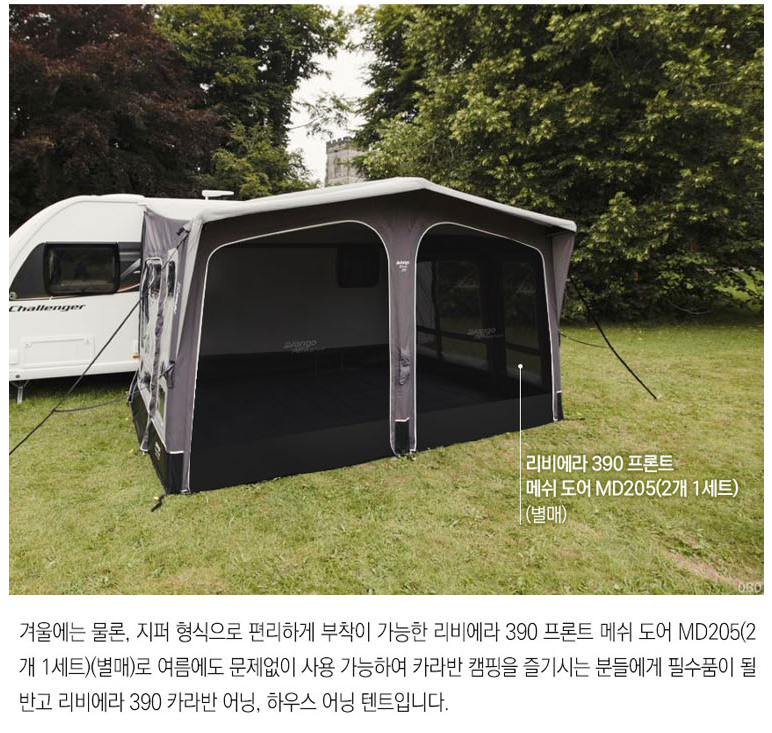 Challenger
리비에라 390 프론트
메쉬 도어 MD205(2개 1세트)
(별매)
겨울에는 물론, 지퍼 형식으로 편리하게 부착이 가능한 리비에라 390 프론트 메쉬 도어 MD205(2
개 1세트)(별매)로 여름에도 문제없이 사용 가능하여 카라반 캠핑을 즐기시는 분들에게 필수품이 될
반고 리비에라 390 카라반 어닝, 하우스 어닝 텐트입니다.